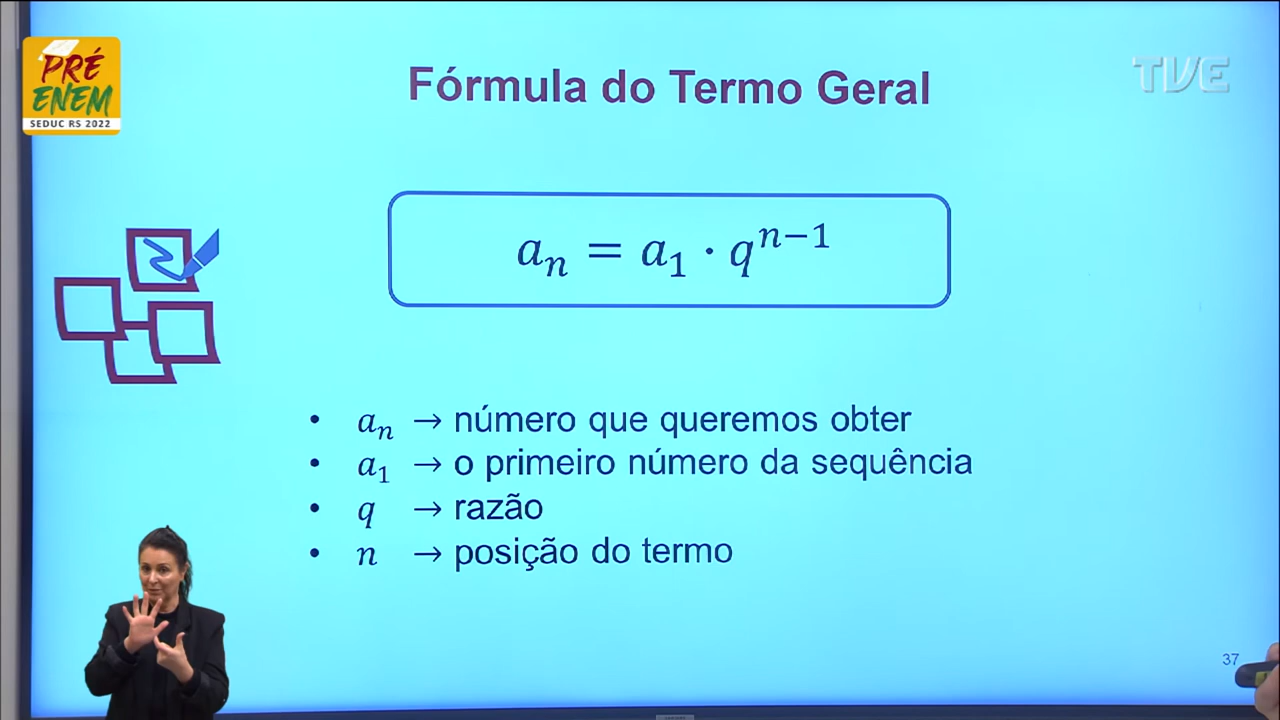 PRÉ
ENEM
SEDUC RS 2022
TVE
Fórmula do Termo Geral
aₙ = a₁ · qⁿ⁻¹
• aₙ → número que queremos obter
• a₁ → o primeiro número da sequência
• q → razão
• n → posição do termo
37